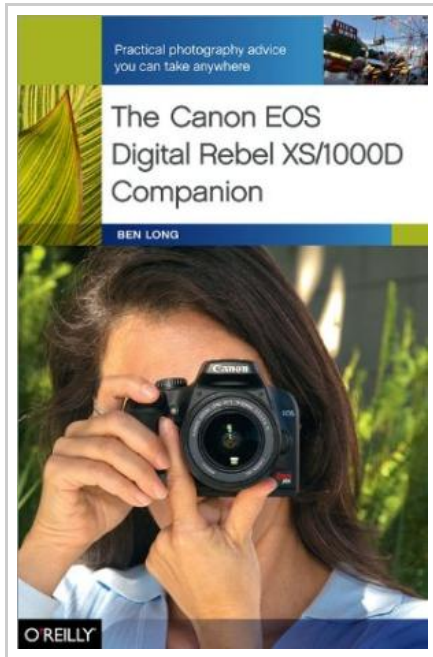 Practical photography advice
you can take anywhere
The Canon EOS
Digital Rebel XS/1000D
Companion
BEN LONG
Canon
EOS
O'REILLY®